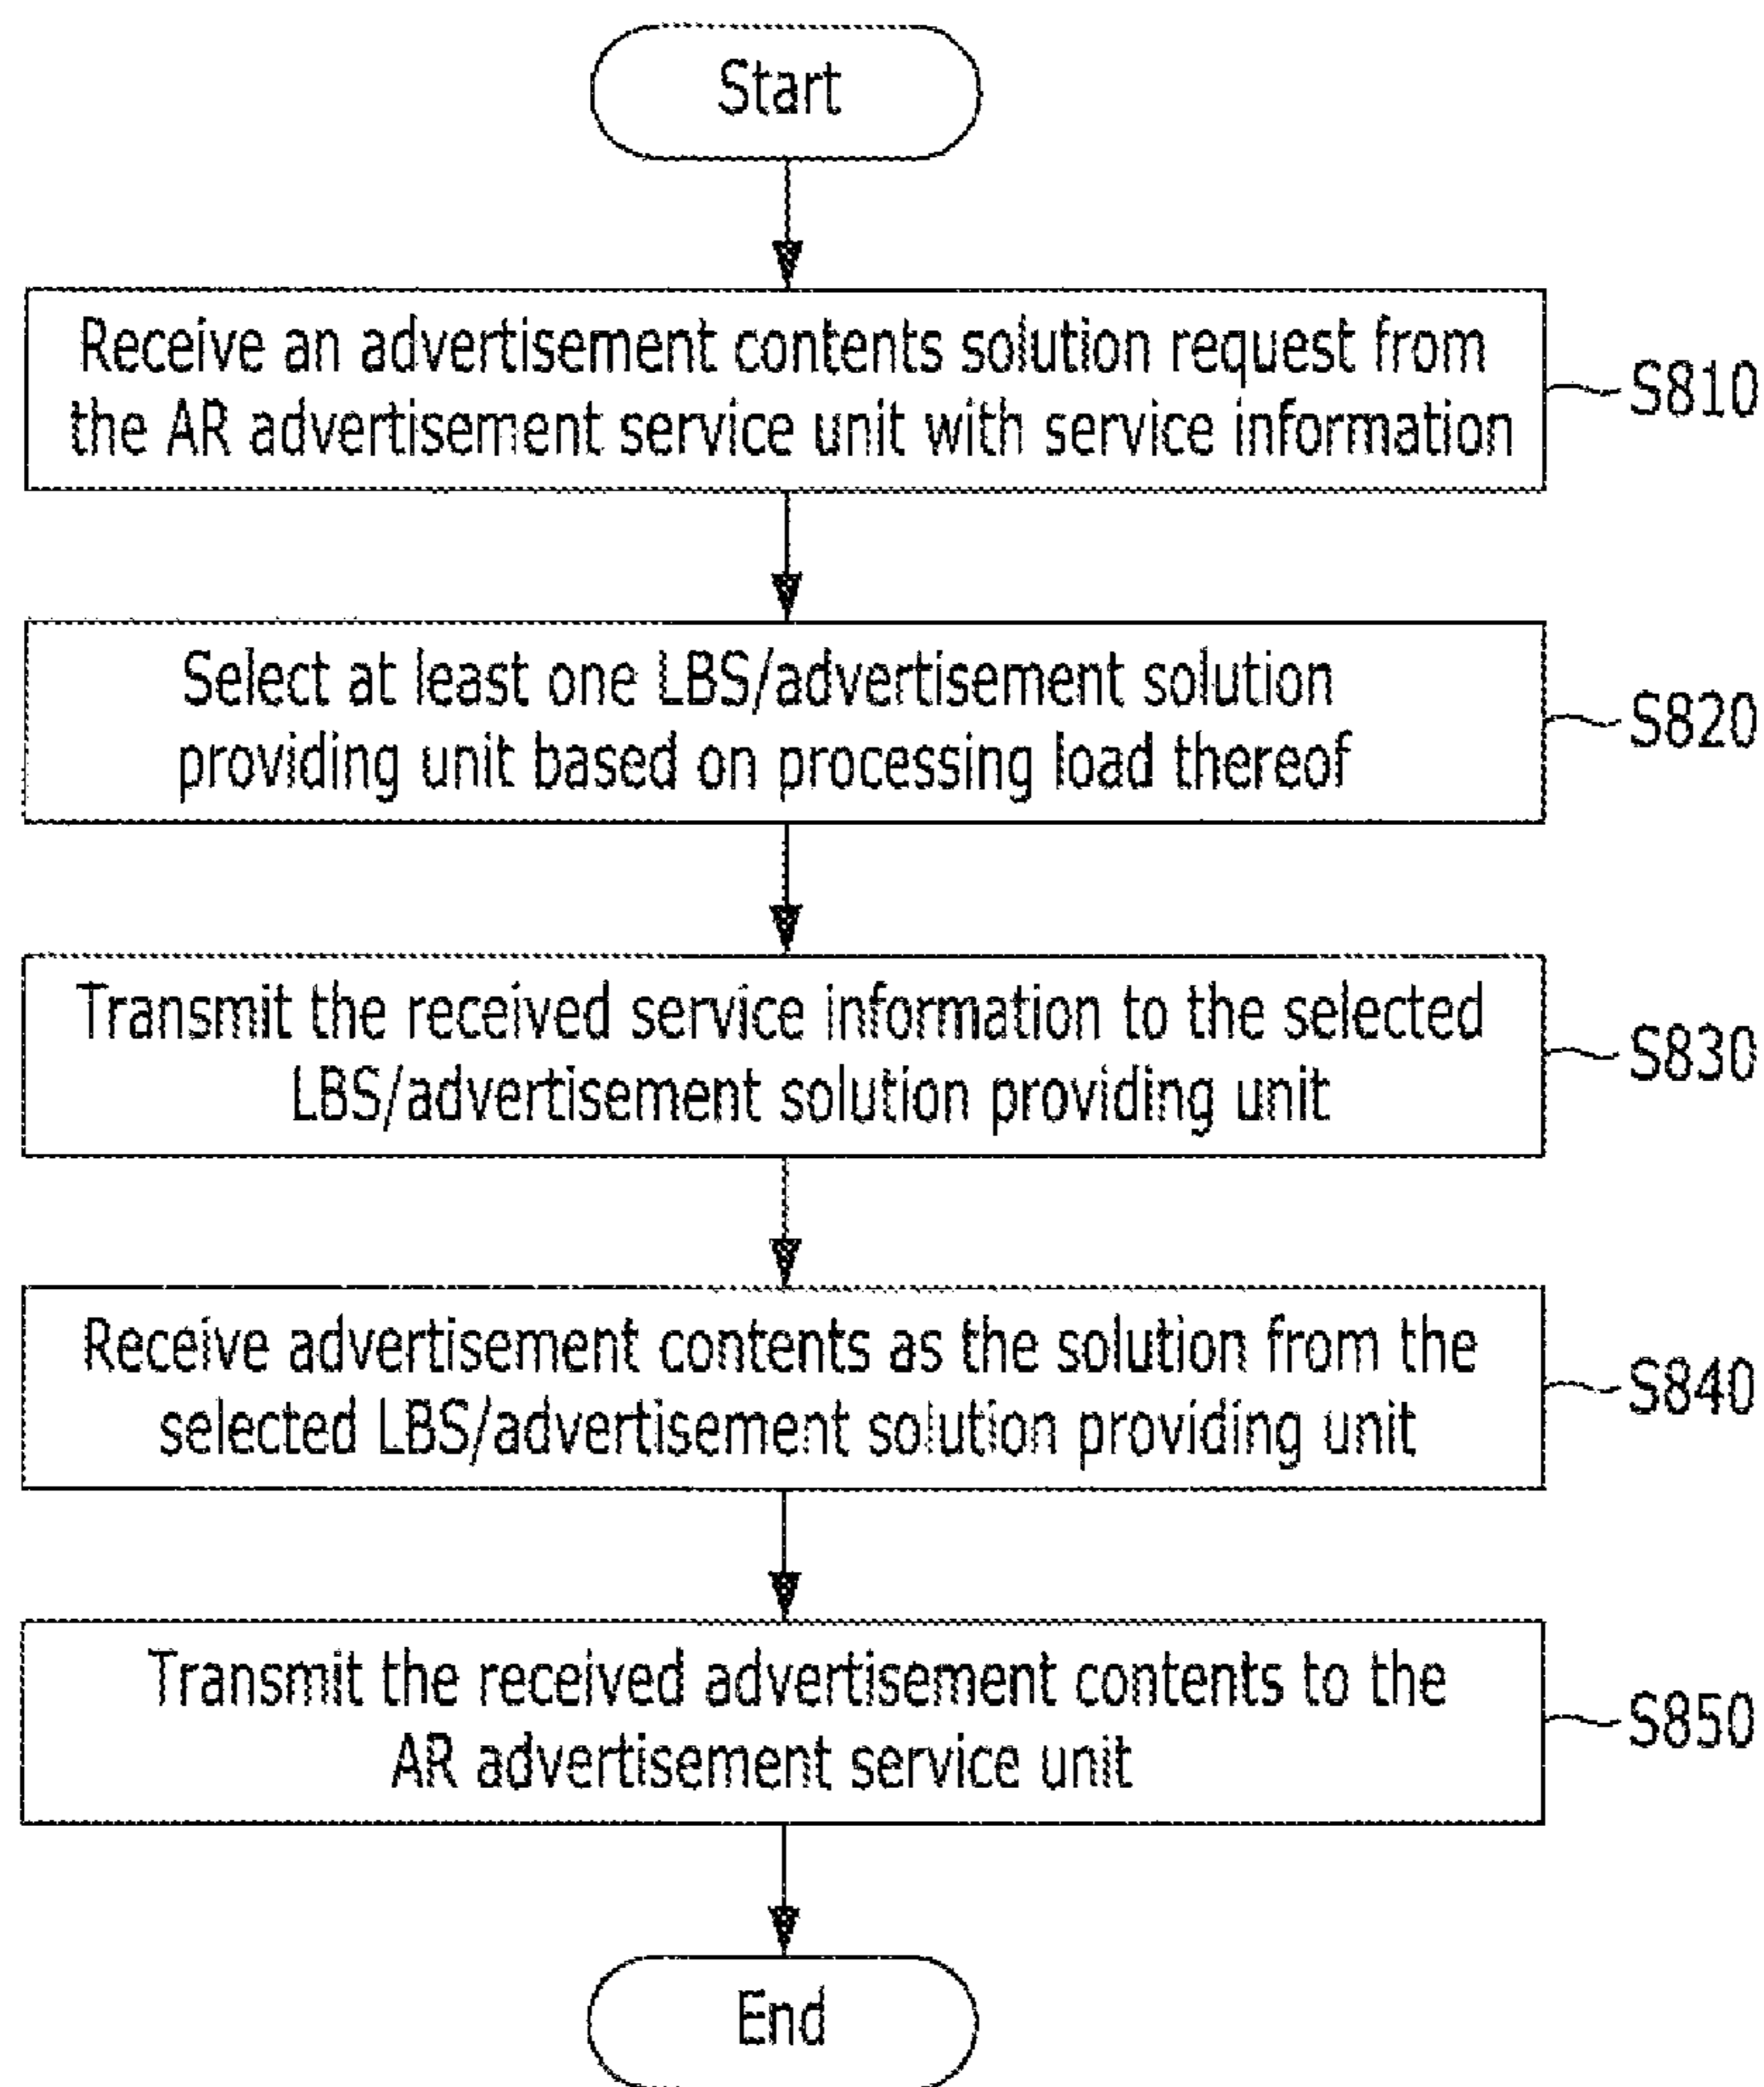 Start
Receive an advertisement contents solution request from
the AR advertisement service unit with service information
S810
Select at least one LBS/advertisement solution
providing unit based on processing load thereof
S820
Transmit the received service information to the selected
LBS/advertisement solution providing unit
S830
Receive advertisement contents as the solution from the
selected LBS/advertisement solution providing unit
S840
Transmit the received advertisement contents to the
AR advertisement service unit
S850
End